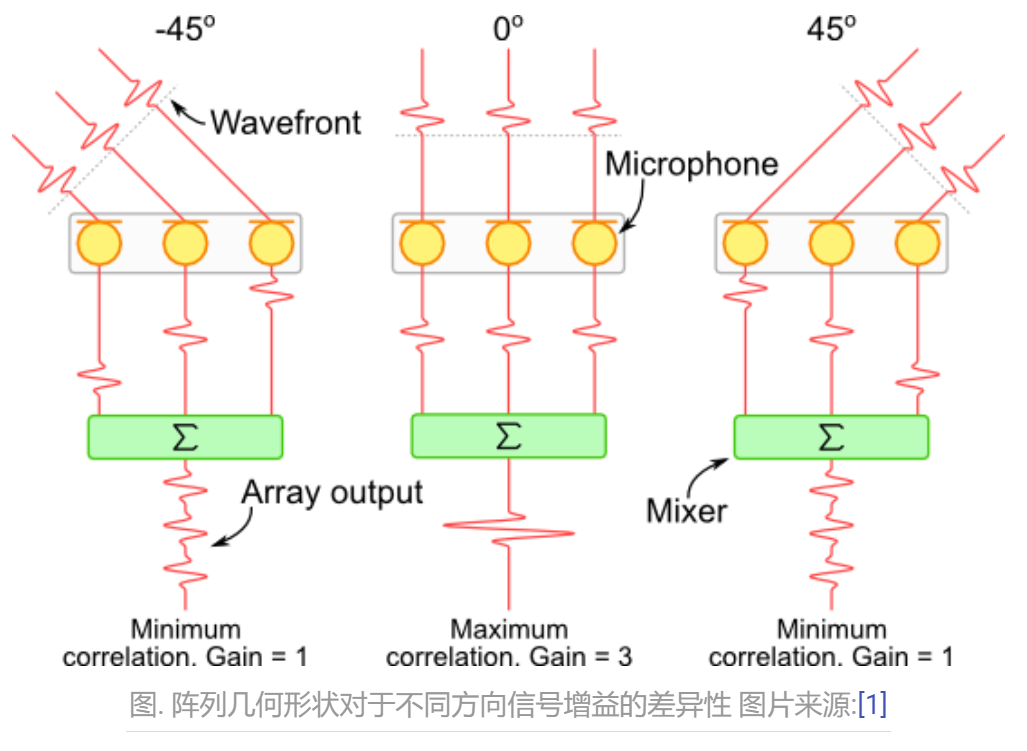 -45º
0º
45º
Wavefront
Microphone
Σ
Σ
Σ
Array output
Mixer
Minimum
correlation. Gain = 1
Maximum
correlation. Gain = 3
Minimum
correlation. Gain = 1
图. 阵列几何形状对于不同方向信号增益的差异性 图片来源:[1]